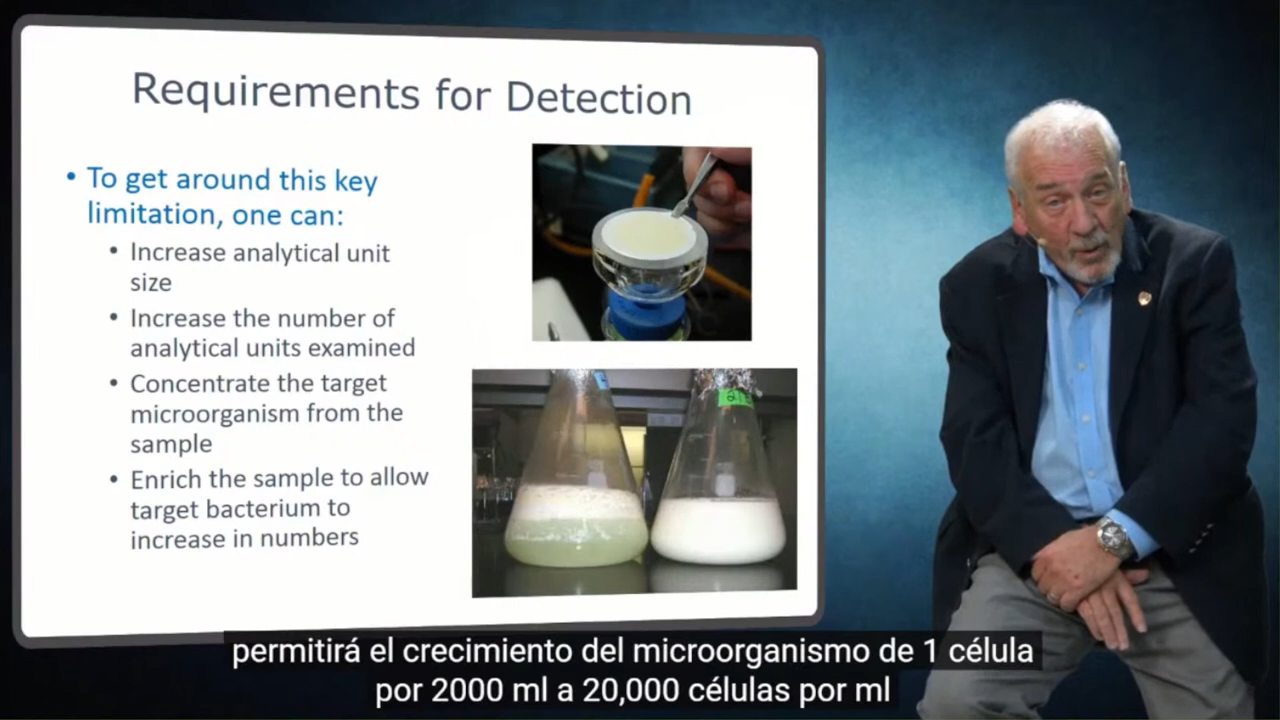 Requirements for Detection
• To get around this key
limitation, one can:
• Increase analytical unit
size
• Increase the number of
analytical units examined
• Concentrate the target
microorganism from the
sample
• Enrich the sample to allow
target bacterium to
increase in numbers
permitirá el crecimiento del microorganismo de 1 célula
por 2000 ml a 20,000 células por ml